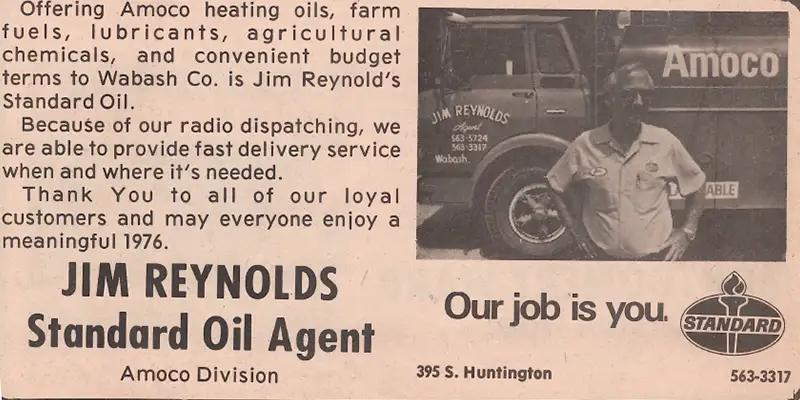 Offering Amoco heating oils, farm
fuels, lubricants, agricultural
chemicals, and convenient budget
terms to Wabash Co. is Jim Reynold's
Standard Oil.
Because of our radio dispatching, we
are able to provide fast delivery service
when and where it's needed.
Thank You to all of our loyal
customers and may everyone enjoy a
meaningful 1976.
JIM REYNOLDS
Standard Oil Agent
Amoco Division
Amoco
JIM REYNOLDS
Agent
563-5724
563-3317
Wabash.
ABLE
Our job is you.
STANDARD
395 S. Huntington
563-3317